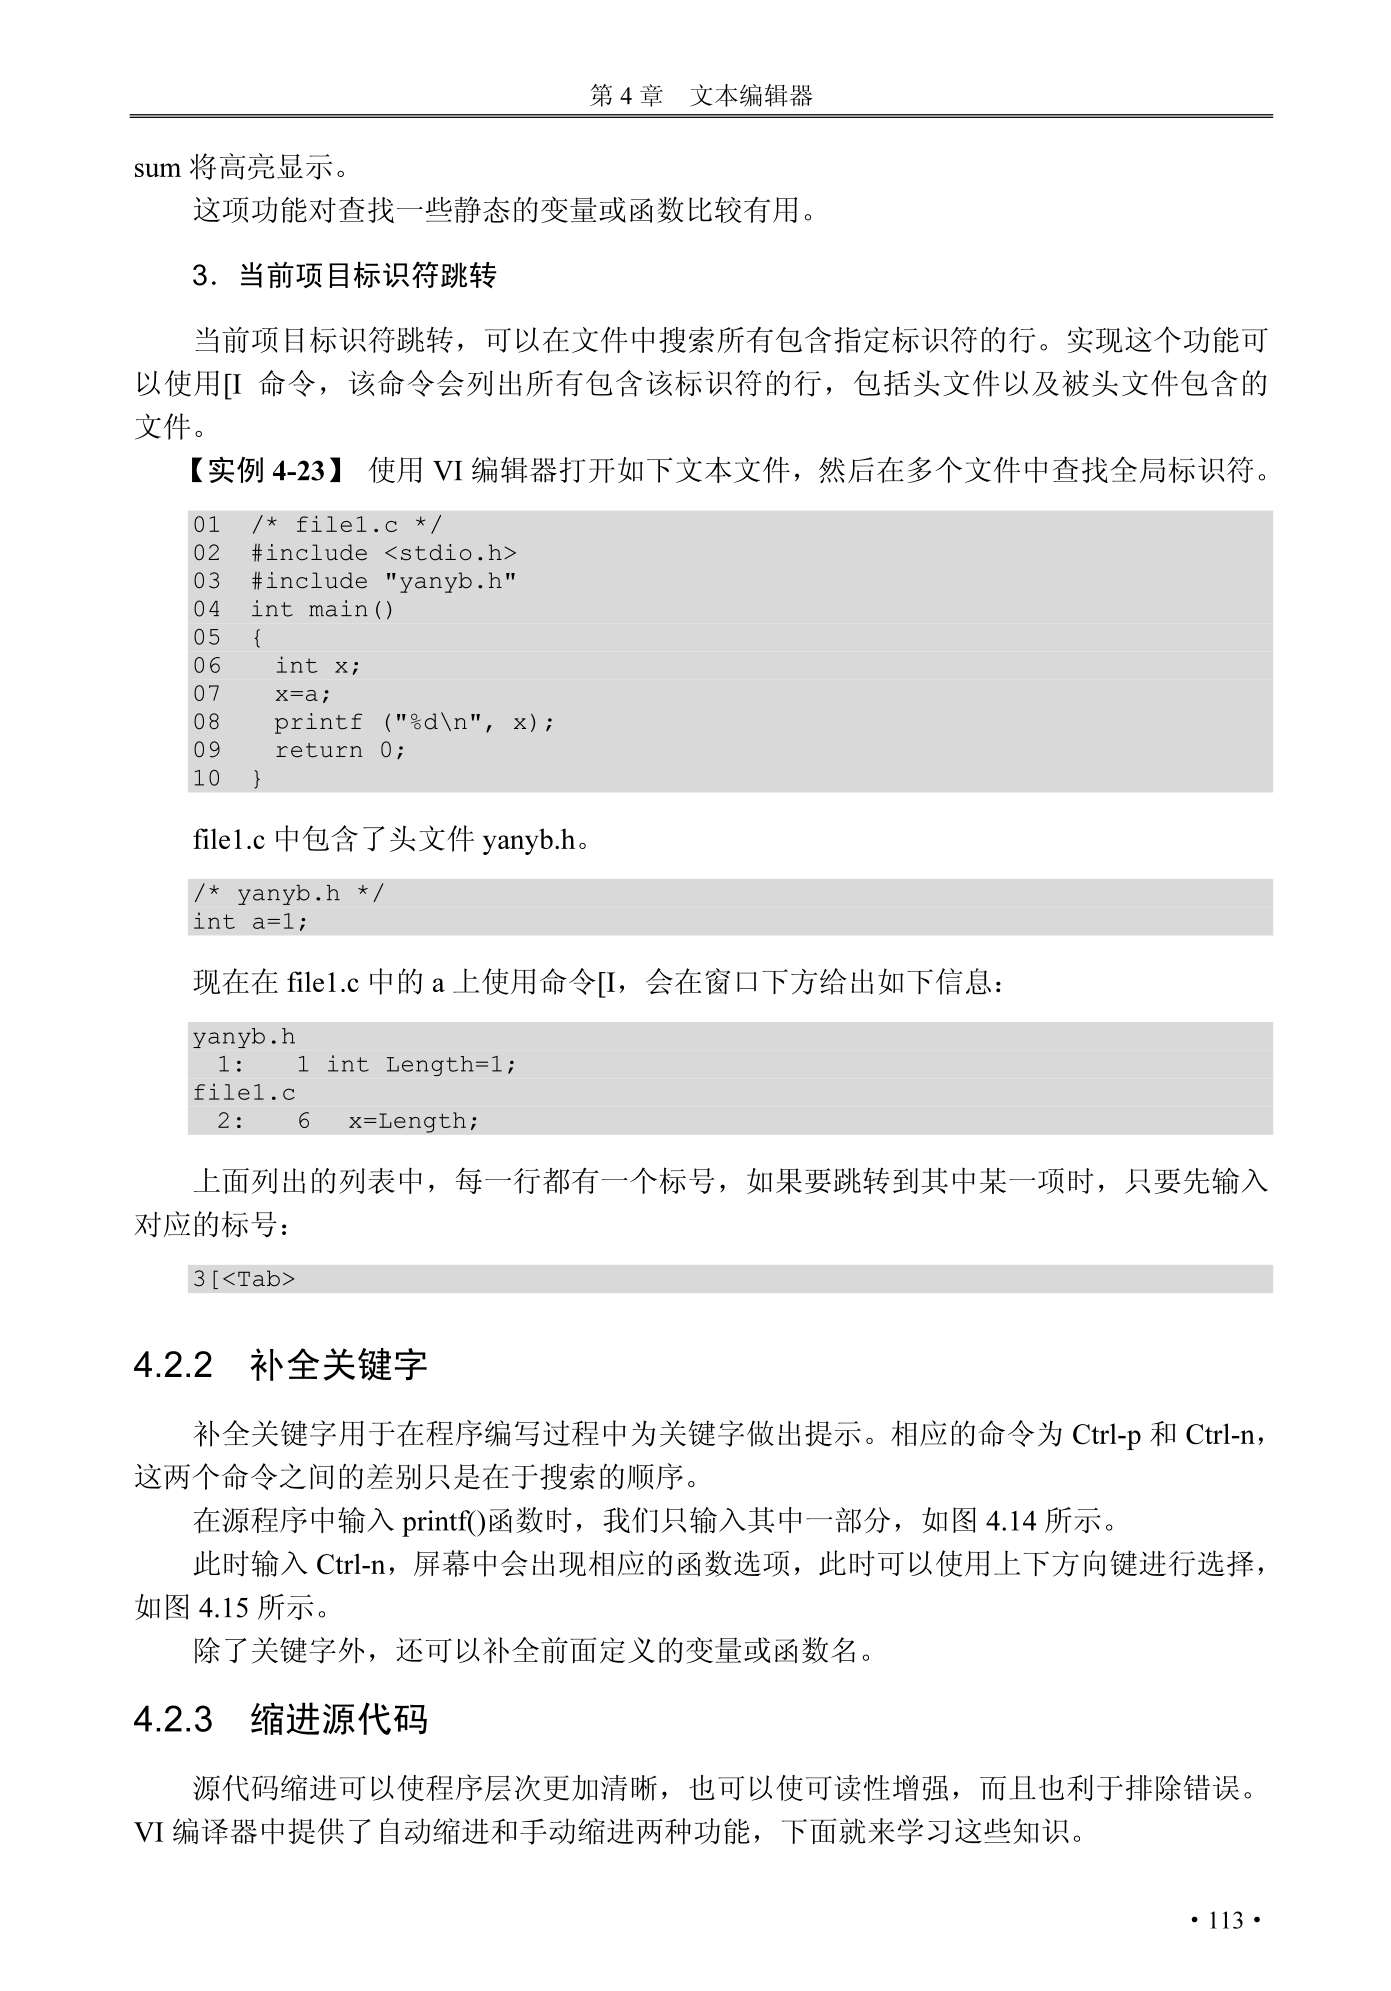 第 4 章　文本编辑器
sum 将高亮显示。
这项功能对查找一些静态的变量或函数比较有用。
3．当前项目标识符跳转
当前项目标识符跳转，可以在文件中搜索所有包含指定标识符的行。实现这个功能可
以使用[I 命令，该命令会列出所有包含该标识符的行，包括头文件以及被头文件包含的
文件。
【实例 4-23】 使用 VI 编辑器打开如下文本文件，然后在多个文件中查找全局标识符。
01  /* file1.c */
02  #include <stdio.h>
03  #include "yanyb.h"
04  int main()
05  {
06    int x;
07    x=a;
08    printf ("%d\n", x);
09    return 0;
10  }
file1.c 中包含了头文件 yanyb.h。
/* yanyb.h */
int a=1;
现在在 file1.c 中的 a 上使用命令[I，会在窗口下方给出如下信息：
yanyb.h
  1:    1 int Length=1;
file1.c
  2:    6   x=Length;
上面列出的列表中，每一行都有一个标号，如果要跳转到其中某一项时，只要先输入
对应的标号：
3[<Tab>
4.2.2　补全关键字
补全关键字用于在程序编写过程中为关键字做出提示。相应的命令为 Ctrl-p 和 Ctrl-n，
这两个命令之间的差别只是在于搜索的顺序。
在源程序中输入 printf()函数时，我们只输入其中一部分，如图 4.14 所示。
此时输入 Ctrl-n，屏幕中会出现相应的函数选项，此时可以使用上下方向键进行选择，
如图 4.15 所示。
除了关键字外，还可以补全前面定义的变量或函数名。
4.2.3　缩进源代码
源代码缩进可以使程序层次更加清晰，也可以使可读性增强，而且也利于排除错误。
VI 编译器中提供了自动缩进和手动缩进两种功能，下面就来学习这些知识。
• 113 •